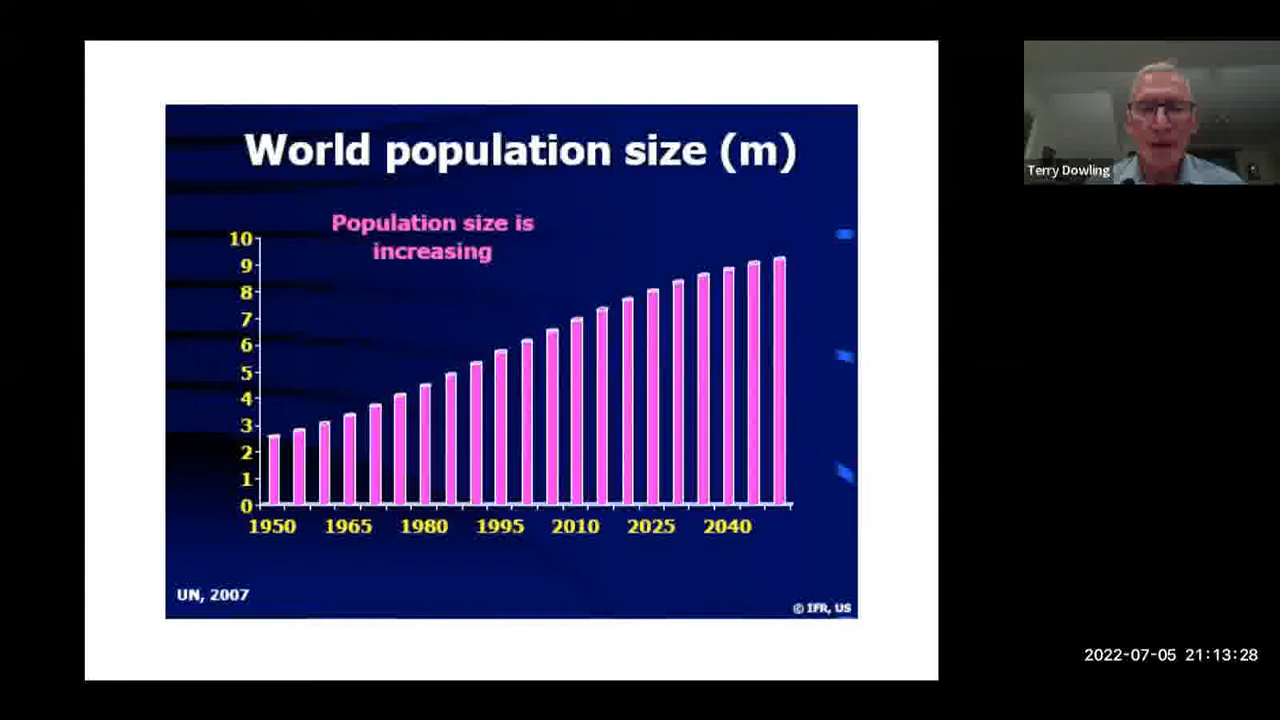 World population size (m)
Population size is
increasing
10
9
8
7
6
5
4
3
2
1
0
1950 1965 1980 1995 2010 2025 2040
UN, 2007
© IFR, US
Terry Dowling
2022-07-05 21:13:28